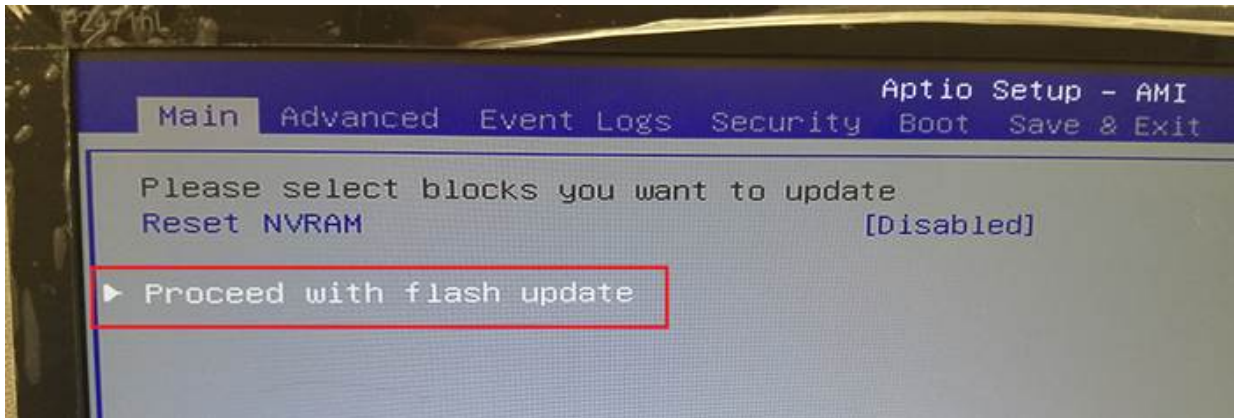 Aptio Setup - AMI
Main Advanced Event Logs Security Boot Save & Exit
Please select blocks you want to update
Reset NVRAM [Disabled]
► Proceed with flash update